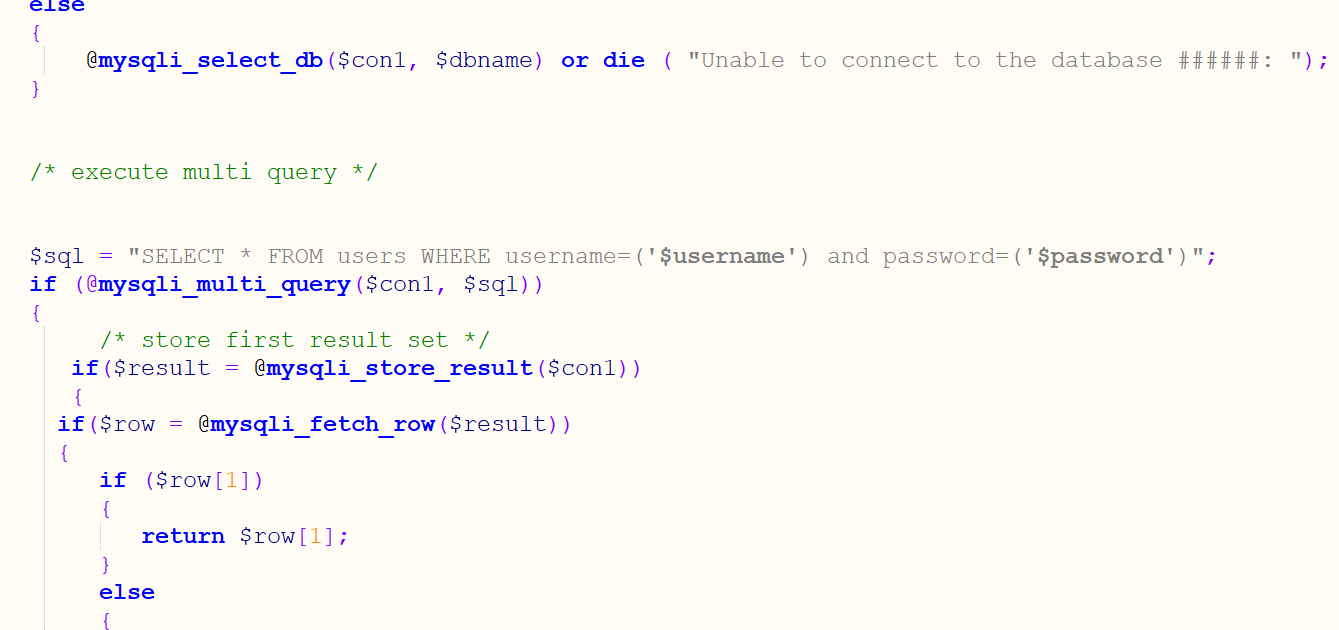 else
{
@mysqli_select_db($con1, $dbname) or die ( "Unable to connect to the database ######: ");
}
/* execute multi query */
$sql = "SELECT * FROM users WHERE username=('$username') and password=('$password')";
if (@mysqli_multi_query($con1, $sql))
{
/* store first result set */
if($result = @mysqli_store_result($con1))
{
if($row = @mysqli_fetch_row($result))
{
if ($row[1])
{
return $row[1];
}
else
{